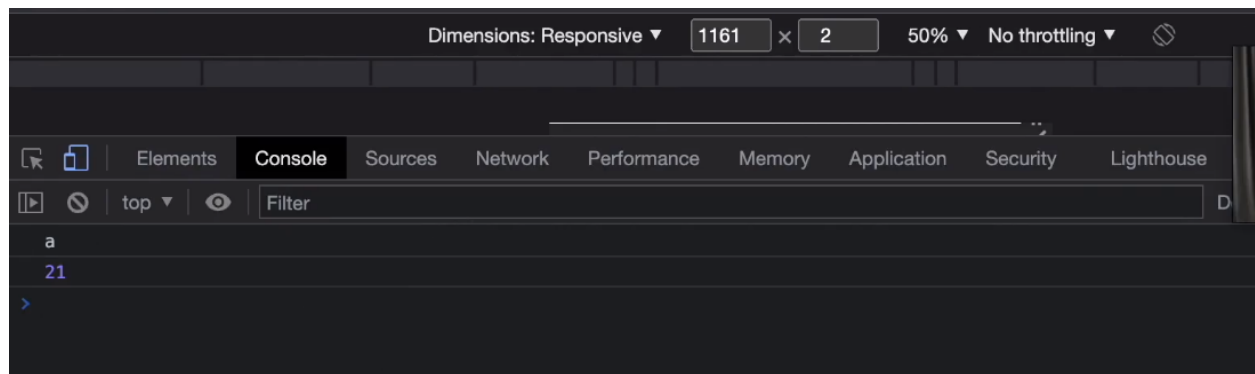 Dimensions: Responsive ▼ 1161 × 2 50% ▼ No throttling ▼
Elements Console Sources Network Performance Memory Application Security Lighthouse
top ▼ Filter
a
21
>